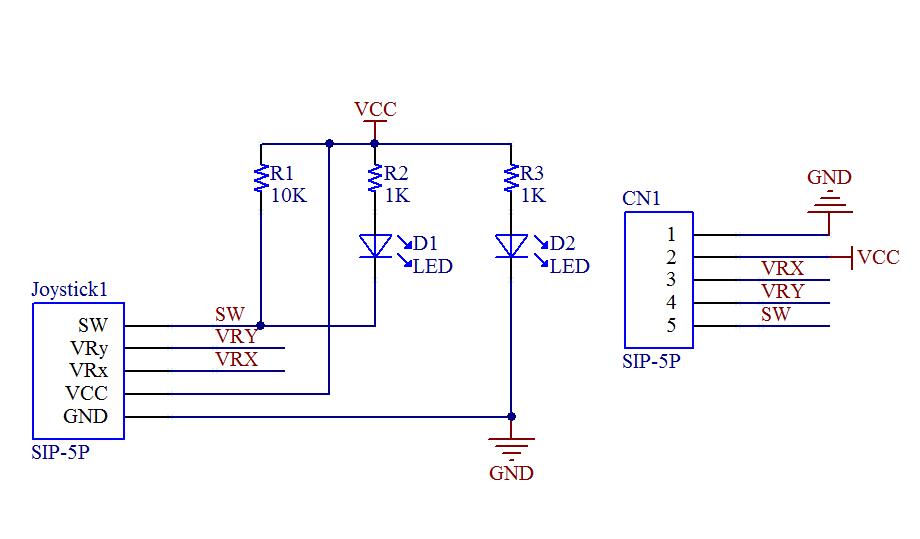 VCC
R1
10K
R2
1K
R3
1K
D1
LED
D2
LED
Joystick1
SW
VRy
VRx
VCC
GND
SIP-5P
SW
VRY
VRX
GND
CN1
1
2
3
4
5
SIP-5P
GND
VCC
VRX
VRY
SW